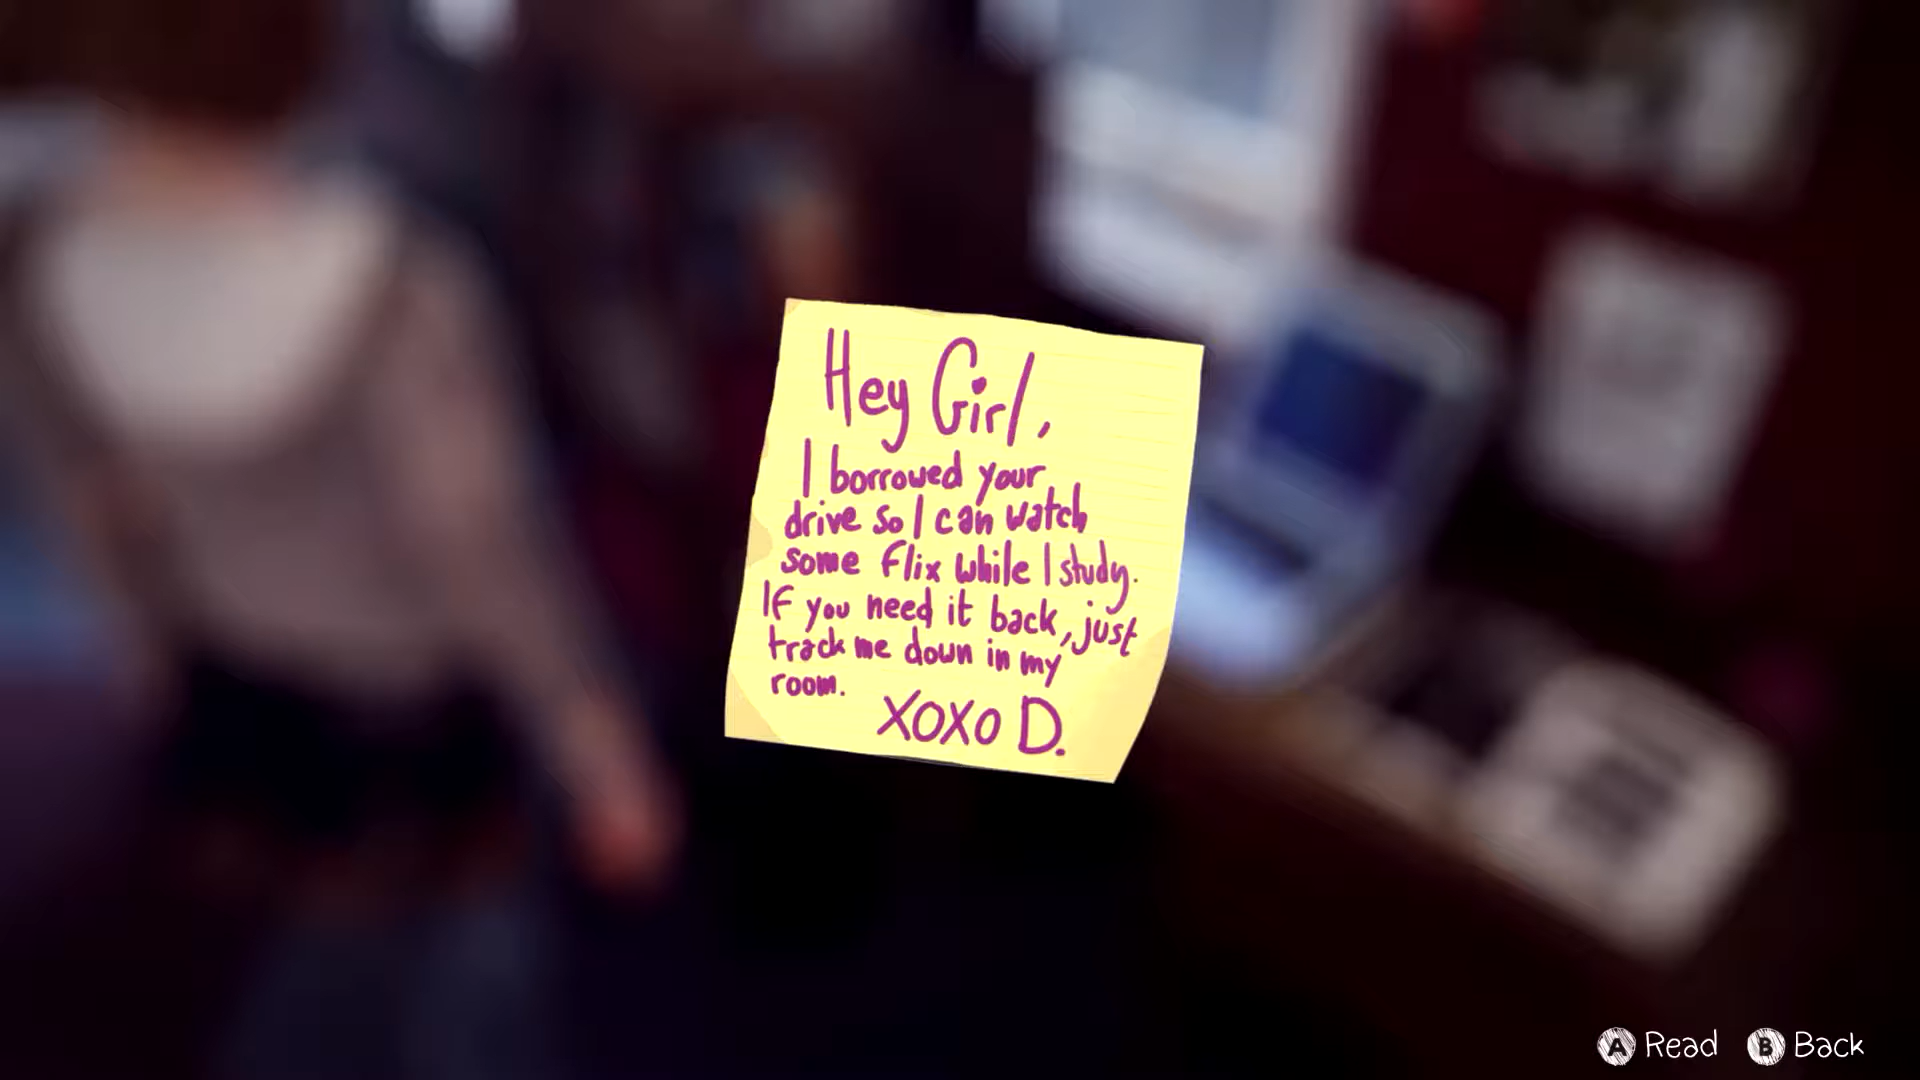 Hey Girl,
I borrowed your
drive so I can watch
some flix while I study.
If you need it back, just
track me down in my
room.
XOXO D.
A Read B Back